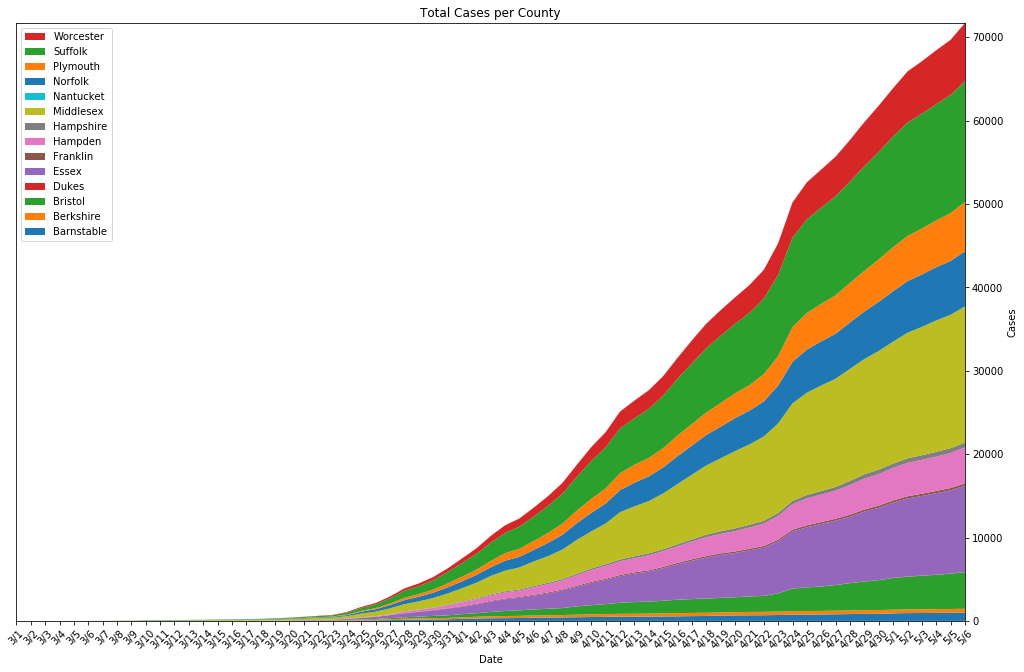 Total Cases per County
Worcester
Suffolk
Plymouth
Norfolk
Nantucket
Middlesex
Hampshire
Hampden
Franklin
Essex
Dukes
Bristol
Berkshire
Barnstable
70000
60000
50000
40000
30000
20000
10000
0
Cases
3/1 3/2 3/3 3/4 3/5 3/6 3/7 3/8 3/9 3/10 3/11 3/12 3/13 3/14 3/15 3/16 3/17 3/18 3/19 3/20 3/21 3/22 3/23 3/24 3/25 3/26 3/27 3/28 3/29 3/30 3/31 4/1 4/2 4/3 4/4 4/5 4/6 4/7 4/8 4/9 4/10 4/11 4/12 4/13 4/14 4/15 4/16 4/17 4/18 4/19 4/20 4/21 4/22 4/23 4/24 4/25 4/26 4/27 4/28 4/29 4/30 5/1 5/2 5/3 5/4 5/5 5/6
Date